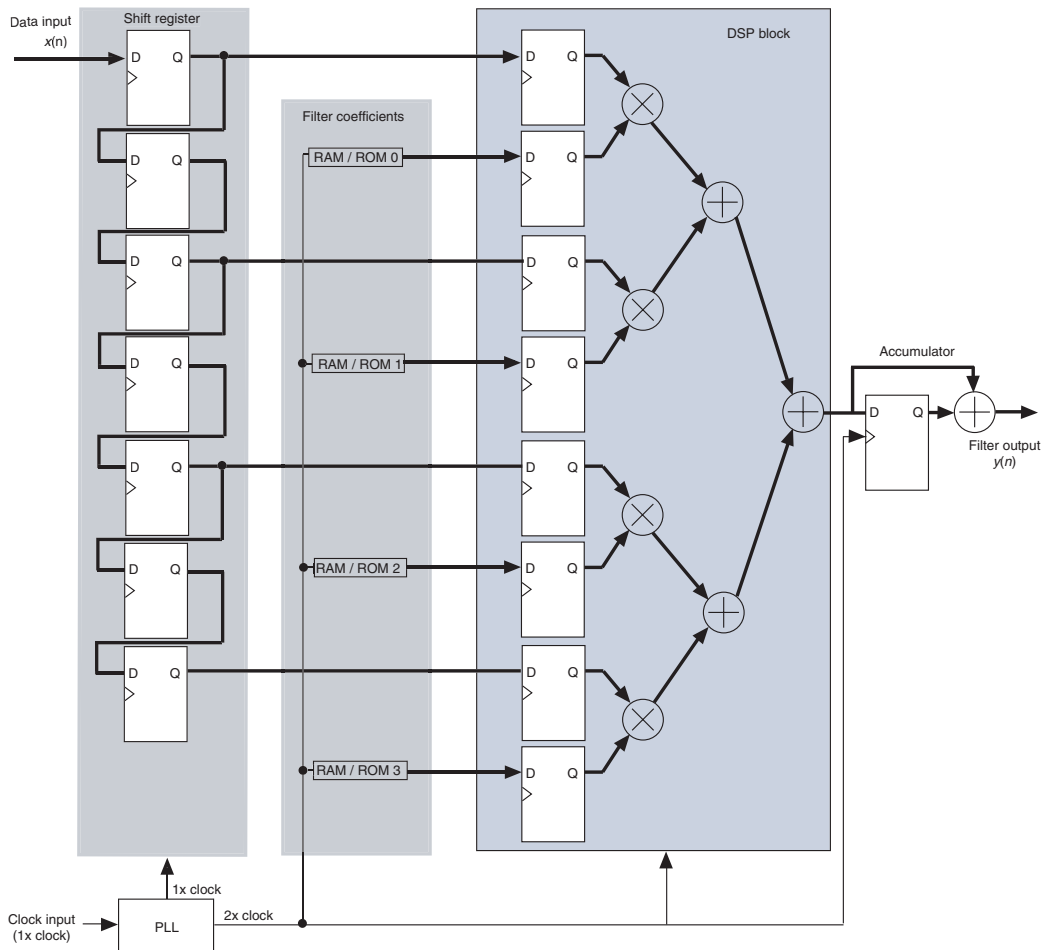 Shift register
Data input
x(n)
D Q
DSP block
D Q
Filter coefficients
RAM / ROM 0
D Q
D Q
D Q
D Q
RAM / ROM 1
D Q
D Q
Accumulator
D Q
Filter output
y(n)
D Q
D Q
RAM / ROM 2
D Q
D Q
D Q
D Q
RAM / ROM 3
D Q
1x clock
Clock input
(1x clock)
PLL
2x clock